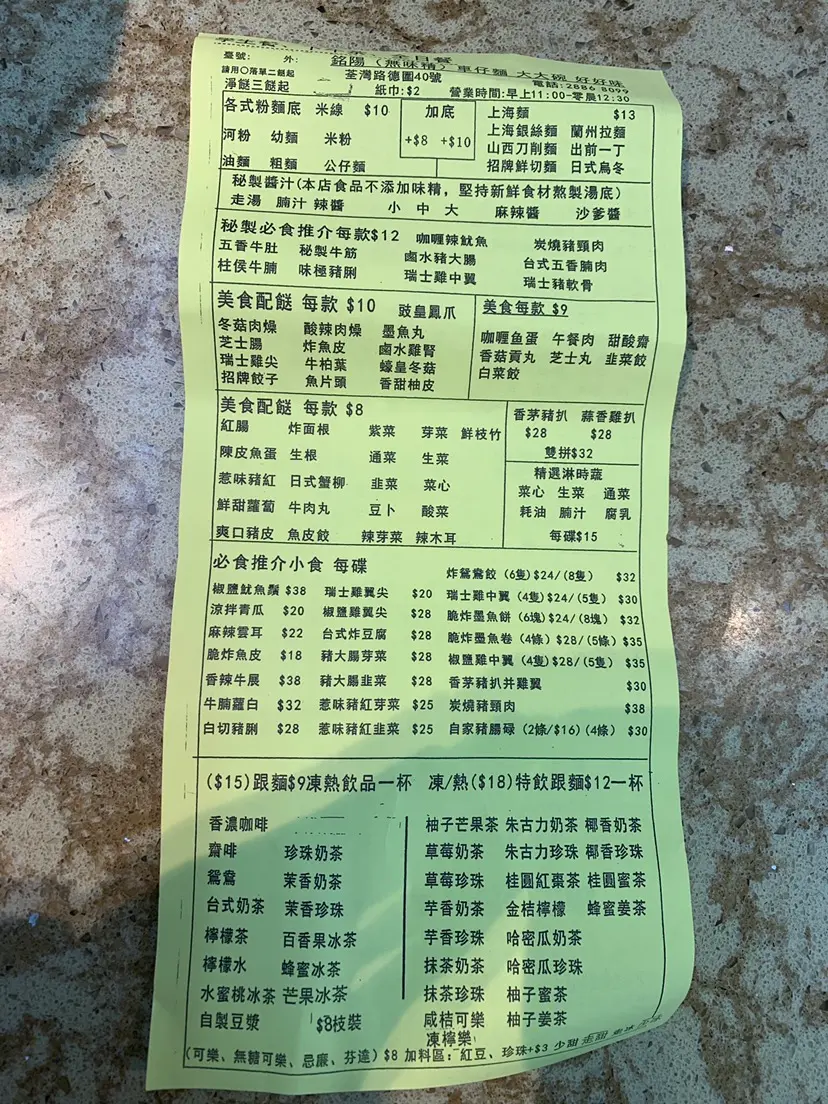 臺號: 外: 銘陽 (無味精) 車仔麵 大大碗 好好味
請用〇落單二餸起 荃灣路德圍40號 電話:2886 8099
淨餸三餸起 紙巾:$2 營業時間:早上11:00-零晨12:30
各式粉麵底 米線 $10
河粉 幼麵 米粉
油麵 粗麵 公仔麵
加底
+$8 +$10
上海麵 $13
上海銀絲麵 蘭州拉麵
山西刀削麵 出前一丁
招牌鮮切麵 日式烏冬
秘製醬汁(本店食品不添加味精，堅持新鮮食材熬製湯底)
走湯 腩汁 辣醬 小 中 大 麻辣醬 沙爹醬
秘製必食推介每款$12 咖喱辣魷魚 炭燒豬頸肉
五香牛肚 秘製牛筋 鹵水豬大腸 台式五香腩肉
柱侯牛腩 味極豬脷 瑞士雞中翼 瑞士豬軟骨
美食配餸 每款 $10 豉皇鳳爪
冬菇肉燥 酸辣肉燥 墨魚丸
芝士腸 炸魚皮 鹵水雞腎
瑞士雞尖 牛柏葉 蠔皇冬菇
招牌餃子 魚片頭 香甜柚皮
美食每款 $9
咖喱魚蛋 午餐肉 甜酸齋
香菇貢丸 芝士丸 韭菜餃
白菜餃
美食配餸 每款 $8
紅腸 炸面根 紫菜 芽菜 鮮枝竹
陳皮魚蛋 生根 通菜 生菜
惹味豬紅 日式蟹柳 韭菜 菜心
鮮甜蘿蔔 牛肉丸 豆卜 酸菜
爽口豬皮 魚皮餃 辣芽菜 辣木耳
香茅豬扒 蒜香雞扒
$28 $28
雙拼$32
精選淋時蔬
菜心 生菜 通菜
耗油 腩汁 腐乳
每碟$15
必食推介小食 每碟
椒鹽魷魚鬚 $38 瑞士雞翼尖 $20
涼拌青瓜 $20 椒鹽雞翼尖 $28
麻辣雲耳 $22 台式炸豆腐 $28
脆炸魚皮 $18 豬大腸芽菜 $28
香辣牛展 $38 豬大腸韭菜 $28
牛腩蘿白 $32 惹味豬紅芽菜 $25
白切豬脷 $28 惹味豬紅韭菜 $25
炸鴛鴦餃 (6隻)$24/(8隻) $32
瑞士雞中翼 (4隻)$24/(5隻) $30
脆炸墨魚餅 (6塊)$24/(8塊) $32
脆炸墨魚卷 (4條) $28/(5條)$35
椒鹽雞中翼 (4隻)$28/(5隻) $35
香茅豬扒并雞翼 $30
炭燒豬頸肉 $38
自家豬腸碌 (2條/$16) (4條) $30
($15)跟麵$9凍熱飲品一杯 凍/熱($18)特飲跟麵$12一杯
香濃咖啡
齋啡 珍珠奶茶
鴛鴦 茉香奶茶
台式奶茶 茉香珍珠
檸檬茶 百香果冰茶
檸檬水 蜂蜜冰茶
水蜜桃冰茶 芒果冰茶
自製豆漿 $8枝裝
柚子芒果茶 朱古力奶茶 椰香奶茶
草莓奶茶 朱古力珍珠 椰香珍珠
草莓珍珠 桂圓紅棗茶 桂圓蜜茶
芋香奶茶 金桔檸檬 蜂蜜姜茶
芋香珍珠 哈密瓜奶茶
抹茶奶茶 哈密瓜珍珠
抹茶珍珠 柚子蜜茶
咸桔可樂 柚子姜茶
凍檸樂
(可樂、無糖可樂、忌廉、芬達) $8 加料區:紅豆、珍珠+$3 少甜 走甜